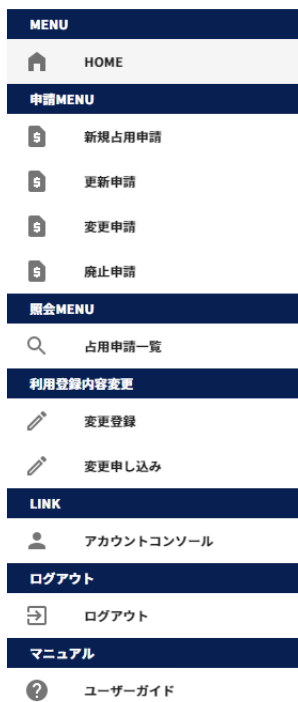 MENU
HOME
申請MENU
新規占用申請
更新申請
変更申請
廃止申請
照会MENU
占用申請一覧
利用登録内容変更
変更登録
変更申し込み
LINK
アカウントコンソール
ログアウト
ログアウト
マニュアル
ユーザーガイド